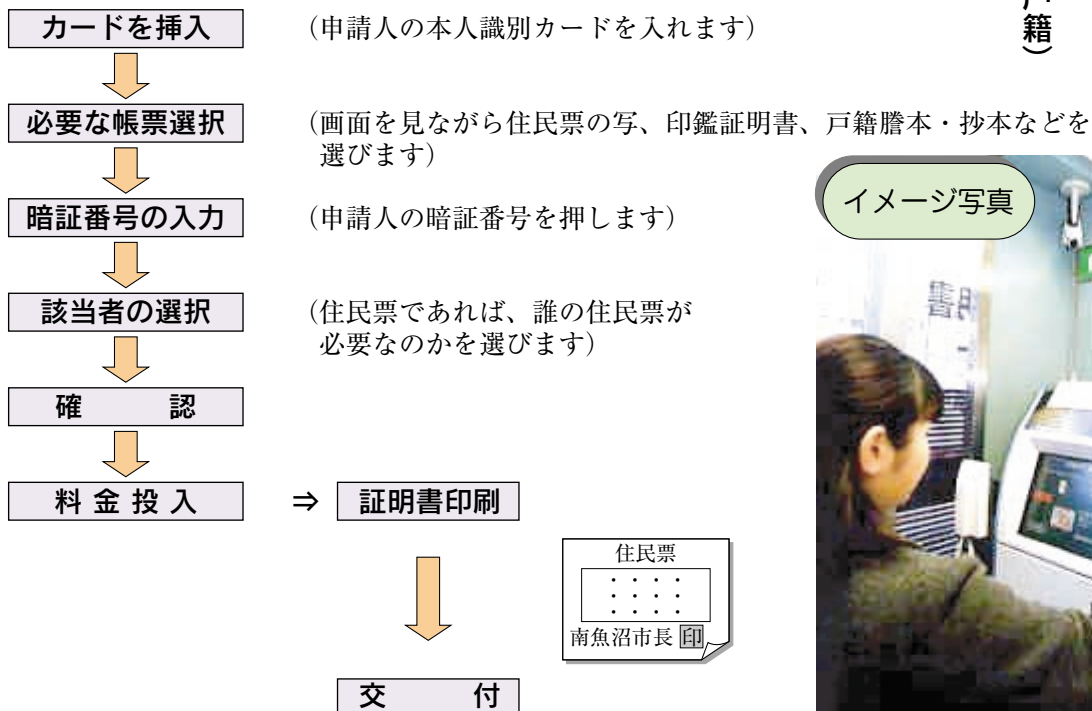 籍）
カードを挿入
（申請人の本人識別カードを入れます）
必要な帳票選択
（画面を見ながら住民票の写、印鑑証明書、戸籍謄本・抄本などを
選びます）
イメージ写真
暗証番号の入力
（申請人の暗証番号を押します）
該当者の選択
（住民票であれば、誰の住民票が
必要なのかを選びます）
確　認
料金投入
⇒ 証明書印刷
住民票
南魚沼市長 印
交　付